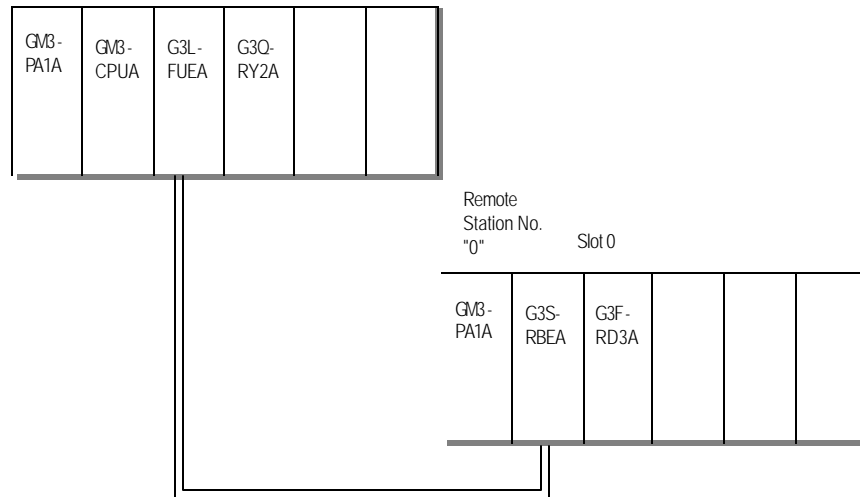 GM3-
PA1A
GM3-
CPUA
G3L-
FUEA
G3Q-
RY2A
Remote
Station No.
"0"
Slot 0
GM3-
PA1A
G3S-
RBEA
G3F-
RD3A